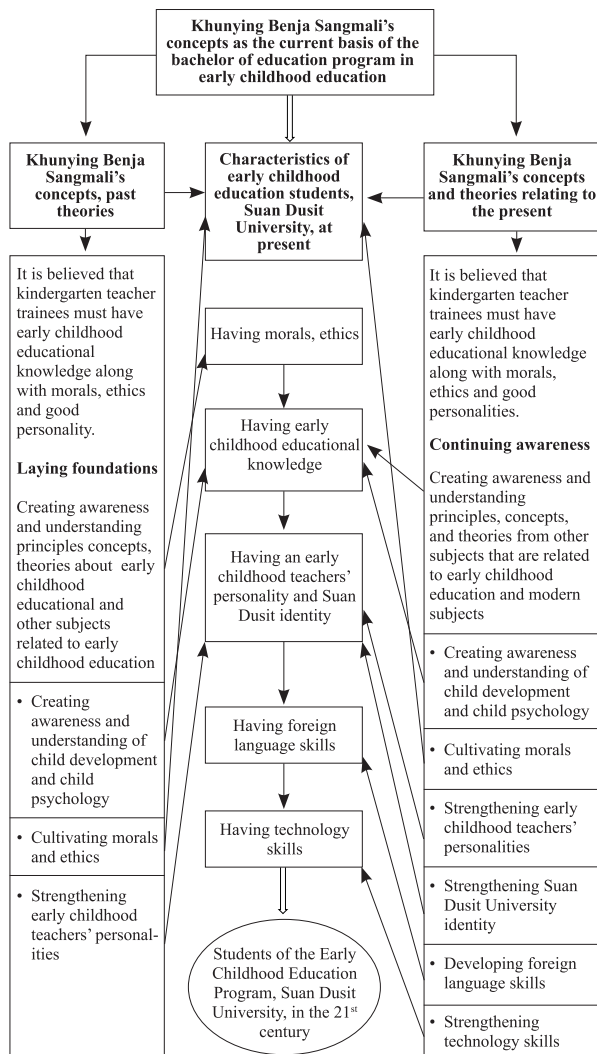 Khunying Benja Sangmali's
concepts as the current basis of the
bachelor of education program in
early childhood education
Khunying Benja
Sangmali's
concepts, past
theories
Characteristics of
early childhood
education students,
Suan Dusit
University, at
present
Khunying Benja
Sangmali's concepts
and theories relating to
the present
It is believed that
kindergarten teacher
trainees must have
early childhood
educational
knowledge along
with morals, ethics
and good
personality.
Laying foundations
Creating awareness
and understanding
principles concepts,
theories about early
childhood
educational and
other subjects
related to early
childhood education
• Creating
awareness and
understanding of
child development
and child
psychology
• Cultivating morals
and ethics
• Strengthening
early childhood
teachers' personal-
ities
Having morals, ethics
Having early
childhood educational
knowledge
Having an early
childhood teachers'
personality and Suan
Dusit identity
Having foreign
language skills
Having technology
skills
Students of the Early
Childhood Education
Program, Suan Dusit
University, in the 21st
century
It is believed that
kindergarten teacher
trainees must have
early childhood
educational knowledge
along with morals,
ethics and good
personalities.
Continuing awareness
Creating awareness and
understanding
principles, concepts,
and theories from other
subjects that are related
to early childhood
education and modern
subjects
• Creating awareness
and understanding of
child development
and child psychology
• Cultivating morals
and ethics
• Strengthening early
childhood teachers'
personalities
• Strengthening Suan
Dusit University
identity
• Developing foreign
language skills
• Strengthening
technology skills